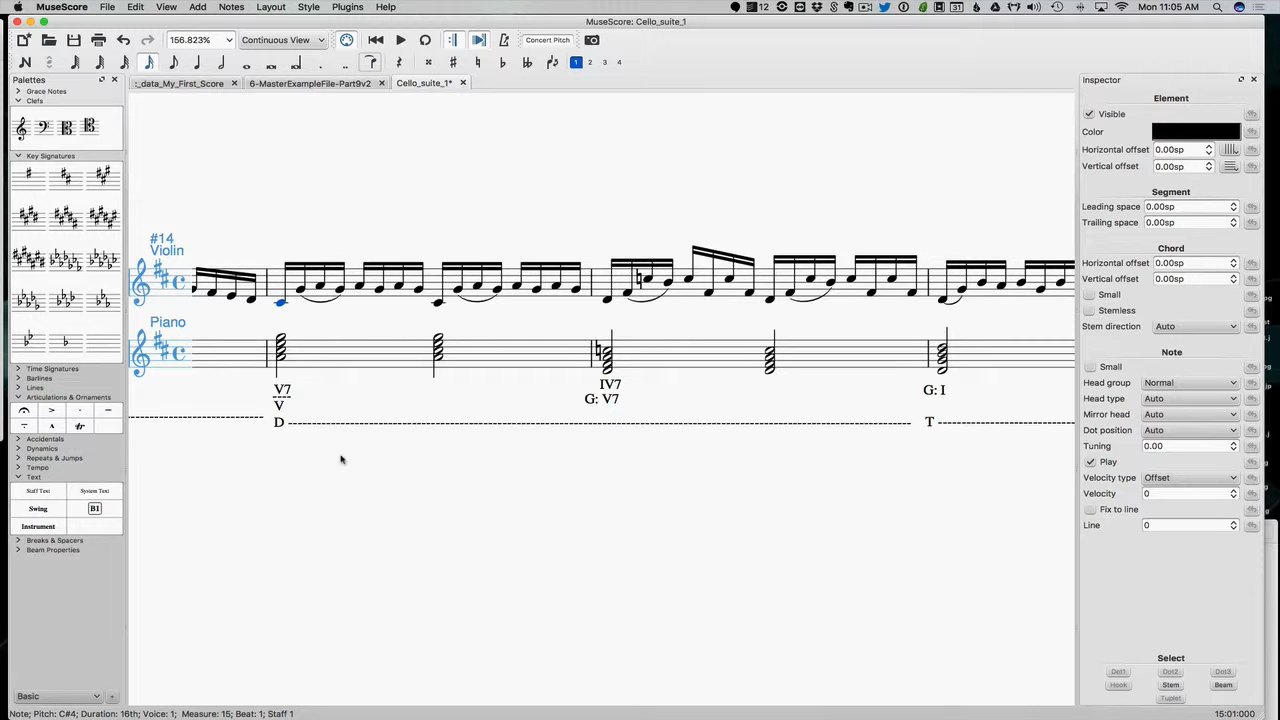 MuseScore File Edit View Add Notes Layout Style Plugins Help 12 31 Mon 11:05 AM
MuseScore: Cello_suite_1
156.823% Continuous View Concert Pitch
1 2 3 4
Palettes
:_data_My_First_Score 6-MasterExampleFile-Part9v2 Cello_suite_1*
Inspector
Grace Notes
Clefs
Key Signatures
Time Signatures
Barlines
Lines
Articulations & Ornaments
Accidentals
Dynamics
Repeats & Jumps
Tempo
Text
Staff Text System Text
Swing B1
Instrument
Breaks & Spacers
Beam Properties
Basic
#14
Violin
Piano
V7
V
D
IV7
G: V7
G: I
T
Element
Visible
Color
Horizontal offset 0.00sp
Vertical offset 0.00sp
Segment
Leading space 0.00sp
Trailing space 0.00sp
Chord
Horizontal offset 0.00sp
Vertical offset 0.00sp
Small
Stemless
Stem direction Auto
Note
Small
Head group Normal
Head type Auto
Mirror head Auto
Dot position Auto
Tuning 0.00
Play
Velocity type Offset
Velocity 0
Fix to line
Line 0
Select
Dot1 Dot2 Dot3
Hook Stem Beam
Tuplet
Note; Pitch: C#4; Duration: 16th; Voice: 1; Measure: 15; Beat: 1; Staff 1
15:01:000